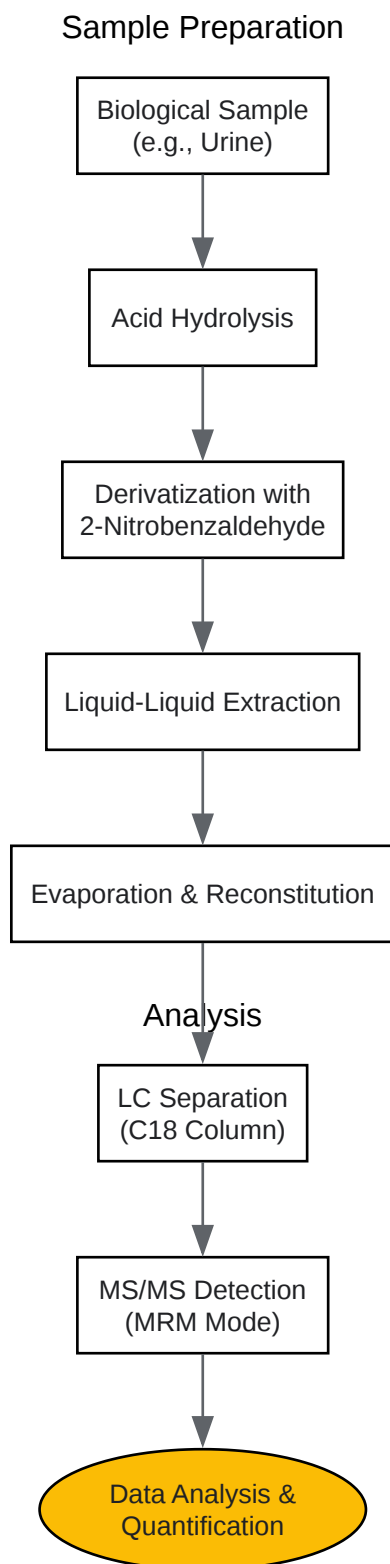 Sample Preparation
Biological Sample
(e.g., Urine)
Acid Hydrolysis
Derivatization with
2-Nitrobenzaldehyde
Liquid-Liquid Extraction
Evaporation & Reconstitution
Analysis
LC Separation
(C18 Column)
MS/MS Detection
(MRM Mode)
Data Analysis &
Quantification